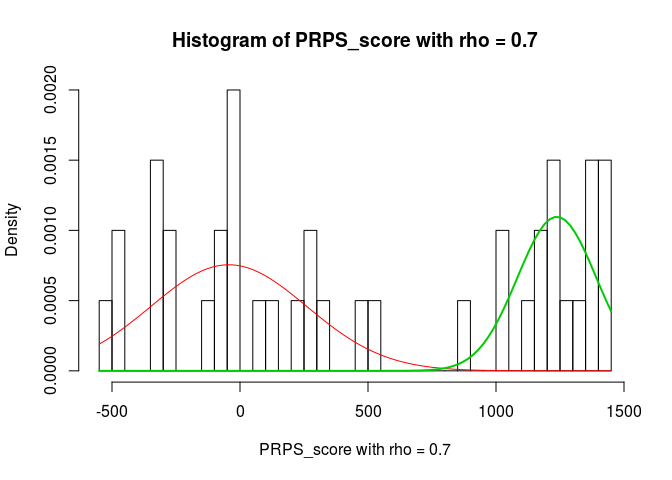 Histogram of PRPS_score with rho = 0.7
Density
0.0020
0.0015
0.0010
0.0005
0.0000
-500 0 500 1000 1500
PRPS_score with rho = 0.7